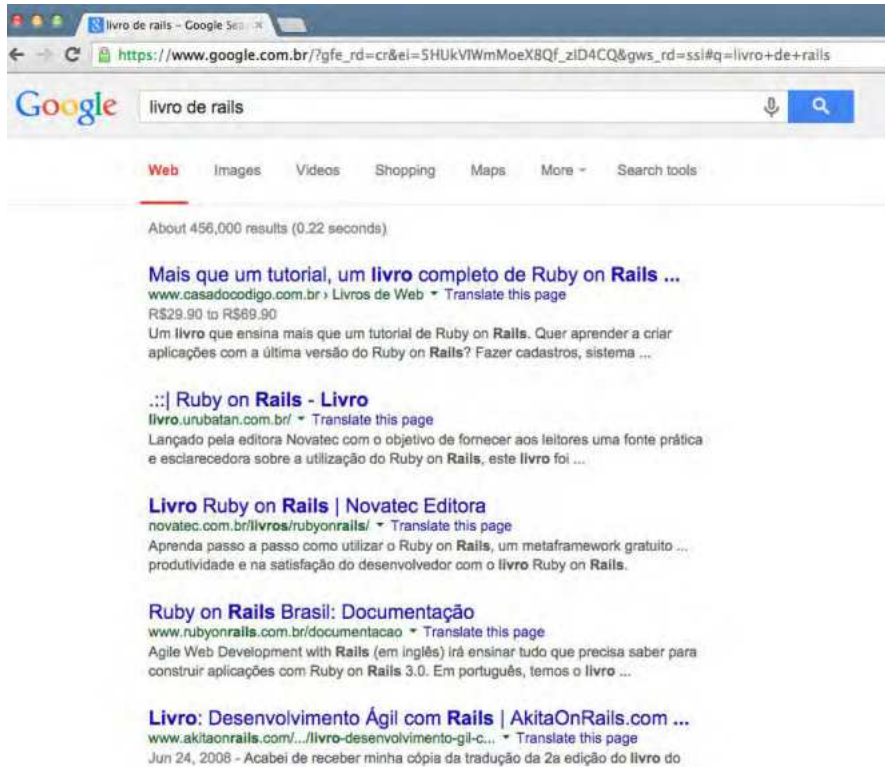 livro de rails - Google Sea
https://www.google.com.br/?gfe_rd=cr&ei=5HUkVIWmMoeX8Qf_zID4CQ&gws_rd=ssl#q=livro+de+rails
Google livro de rails
Web Images Videos Shopping Maps More Search tools
About 456,000 results (0.22 seconds)
Mais que um tutorial, um livro completo de Ruby on Rails ...
www.casadocodigo.com.br › Livros de Web Translate this page
R$29.90 to R$69.90
Um livro que ensina mais que um tutorial de Ruby on Rails. Quer aprender a criar
aplicações com a última versão do Ruby on Rails? Fazer cadastros, sistema ...
.::| Ruby on Rails - Livro
livro.urubatan.com.br/ Translate this page
Lançado pela editora Novatec com o objetivo de fornecer aos leitores uma fonte prática
e esclarecedora sobre a utilização do Ruby on Rails, este livro foi ...
Livro Ruby on Rails | Novatec Editora
novatec.com.br/livros/rubyonrails/ Translate this page
Aprenda passo a passo como utilizar o Ruby on Rails, um metaframework gratuito ...
produtividade e na satisfação do desenvolvedor com o livro Ruby on Rails.
Ruby on Rails Brasil: Documentação
www.rubyonrails.com.br/documentacao Translate this page
Agile Web Development with Rails (em inglês) irá ensinar tudo que precisa saber para
construir aplicações com Ruby on Rails 3.0. Em português, temos o livro ...
Livro: Desenvolvimento Ágil com Rails | AkitaOnRails.com ...
www.akitaonrails.com/.../livro-desenvolvimento-gil-c... Translate this page
Jun 24, 2008 - Acabei de receber minha cópia da tradução da 2a edição do livro do